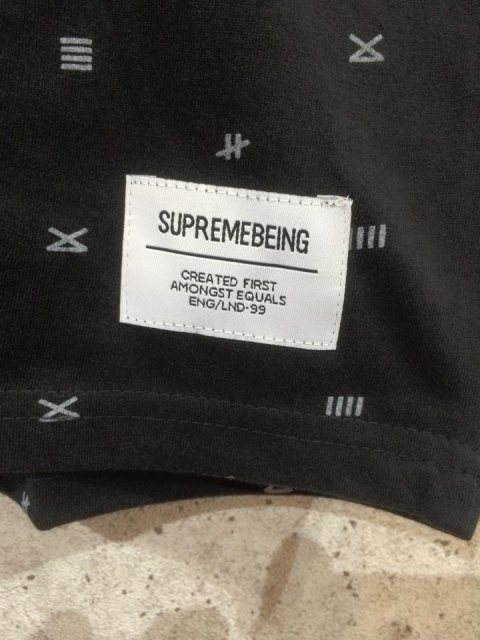 SUPREMEBEING
CREATED FIRST
AMONGST EQUALS
ENG/LND-99